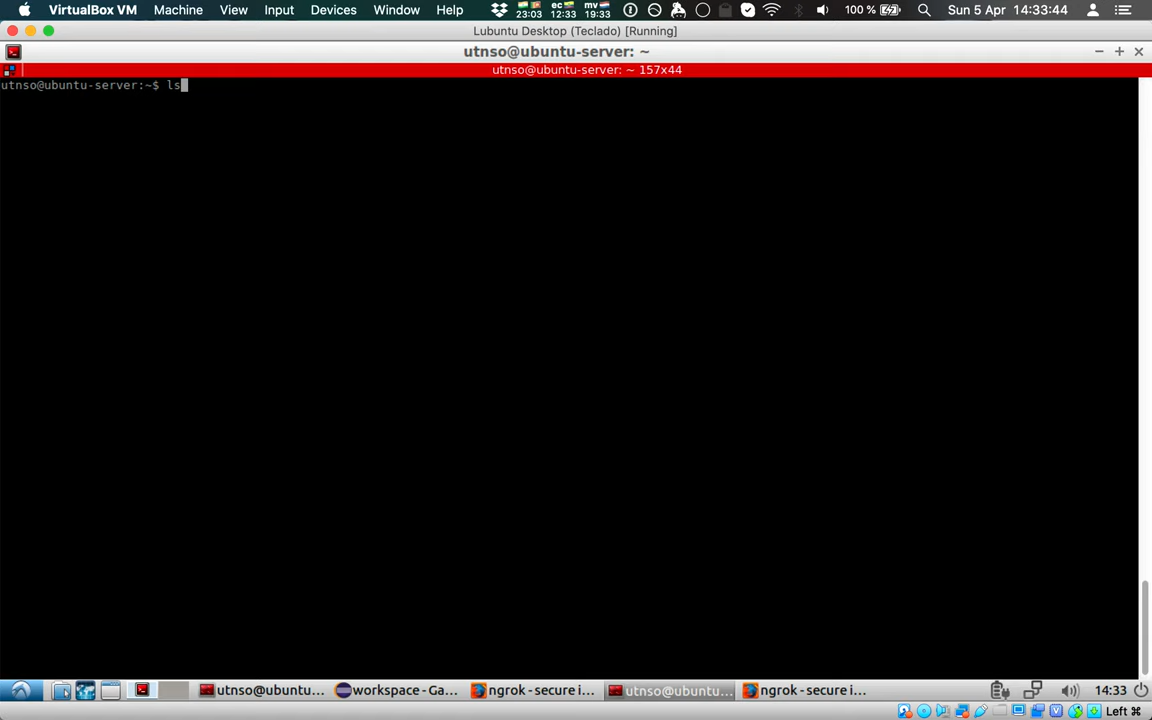 VirtualBox VM Machine View Input Devices Window Help 23:03 ec 12:33 mv 19:33 100 % Sun 5 Apr 14:33:44
Lubuntu Desktop (Teclado) [Running]
utnso@ubuntu-server: ~
utnso@ubuntu-server: ~ 157x44
utnso@ubuntu-server:~$ ls
utnso@ubuntu... workspace - Ga... ngrok - secure i... utnso@ubuntu... ngrok - secure i... 14:33
Left ⌘